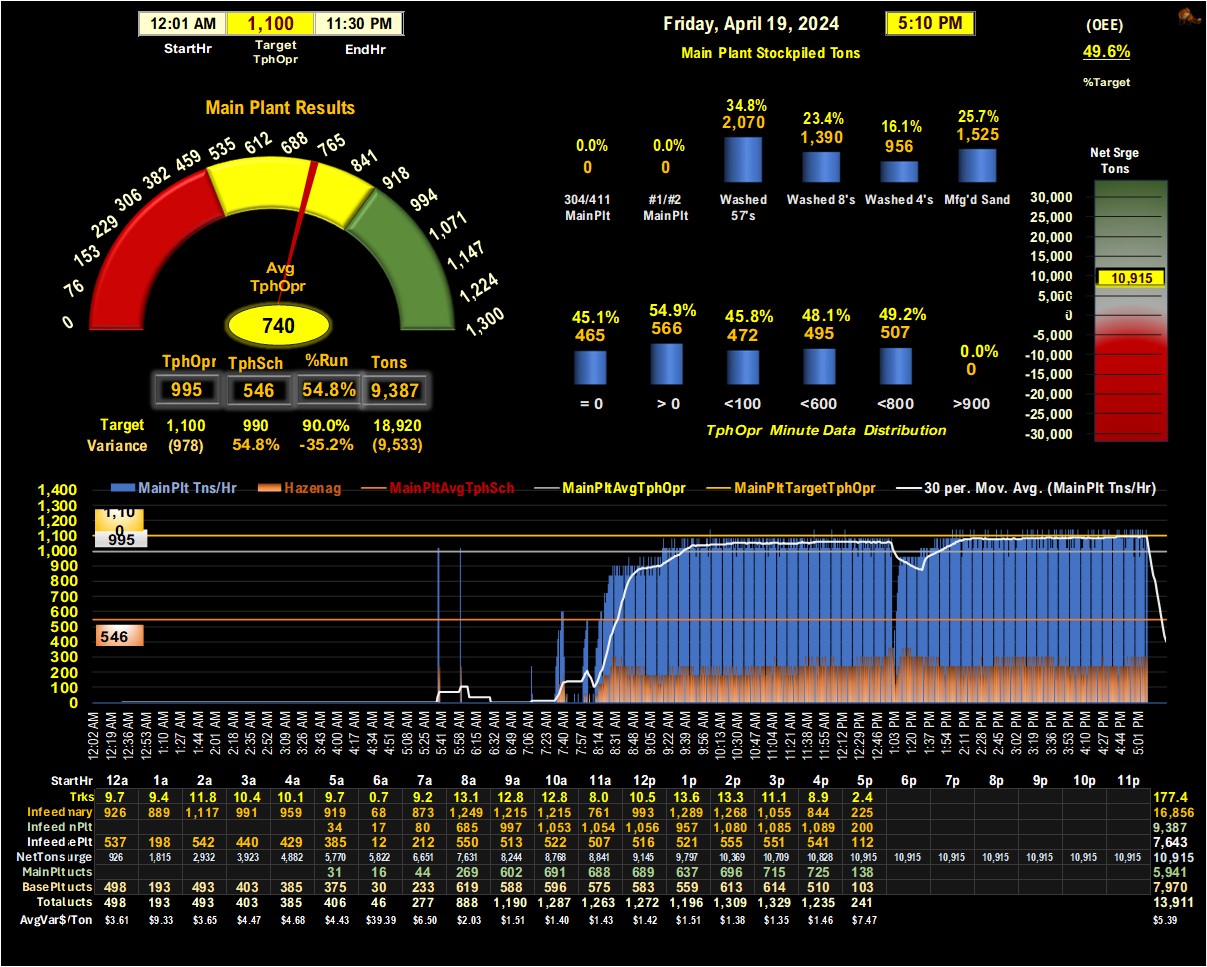 12:01 AM 1,100 11:30 PM
StartHr Target TphOpr EndHr
Friday, April 19, 2024 5:10 PM
Main Plant Stockpiled Tons
(OEE)
49.6%
%Target
Main Plant Results
0 76 153 229 306 382 459 535 612 688 765 841 918 994 1,071 1,147 1,224 1,300
Avg
TphOpr
740
TphOpr TphSch %Run Tons
995 546 54.8% 9,387
Target 1,100 990 90.0% 18,920
Variance (978) 54.8% -35.2% (9,533)
0.0% 0.0% 34.8% 23.4% 16.1% 25.7%
0 0 2,070 1,390 956 1,525
304/411 MainPlt #1/#2 MainPlt Washed 57's Washed 8's Washed 4's Mfg'd Sand
45.1% 54.9% 45.8% 48.1% 49.2% 0.0%
465 566 472 495 507 0
= 0 > 0 <100 <600 <800 >900
TphOpr Minute Data Distribution
Net Srge
Tons
30,000
25,000
20,000
15,000
10,000
10,915
5,000
0
-5,000
-10,000
-15,000
-20,000
-25,000
-30,000
MainPlt Tns/Hr Hazenag MainPltAvgTphSch MainPltAvgTphOpr MainPltTargetTphOpr 30 per. Mov. Avg. (MainPlt Tns/Hr)
1,400
1,300
1,200
1,100
1,000
900
800
700
600
500
400
300
200
100
0
1,10
0
995
546
12:02 AM 12:19 AM 12:36 AM 12:53 AM 1:10 AM 1:27 AM 1:44 AM 2:01 AM 2:18 AM 2:35 AM 2:52 AM 3:09 AM 3:26 AM 3:43 AM 4:00 AM 4:17 AM 4:34 AM 4:51 AM 5:08 AM 5:25 AM 5:41 AM 5:58 AM 6:15 AM 6:32 AM 6:49 AM 7:06 AM 7:23 AM 7:40 AM 7:57 AM 8:14 AM 8:31 AM 8:48 AM 9:05 AM 9:22 AM 9:39 AM 9:56 AM 10:13 AM 10:30 AM 10:47 AM 11:04 AM 11:21 AM 11:38 AM 11:55 AM 12:12 PM 12:29 PM 12:46 PM 1:03 PM 1:20 PM 1:37 PM 1:54 PM 2:11 PM 2:28 PM 2:45 PM 3:02 PM 3:19 PM 3:36 PM 3:53 PM 4:10 PM 4:27 PM 4:44 PM 5:01 PM
StartHr 12a 1a 2a 3a 4a 5a 6a 7a 8a 9a 10a 11a 12p 1p 2p 3p 4p 5p 6p 7p 8p 9p 10p 11p
Trks 9.7 9.4 11.8 10.4 10.1 9.7 0.7 9.2 13.1 12.8 12.8 8.0 10.5 13.6 13.3 11.1 8.9 2.4 177.4
Infeed nary 926 889 1,117 991 959 919 68 873 1,249 1,215 1,215 761 993 1,289 1,268 1,055 844 225 16,856
Infeed nPlt 34 17 80 685 997 1,053 1,054 1,056 957 1,080 1,085 1,089 200 9,387
Infeed ePlt 537 198 542 440 429 385 12 212 550 513 522 507 516 521 555 551 541 112 7,643
NetTons urge 926 1,815 2,932 3,923 4,882 5,770 5,822 6,651 7,631 8,244 8,768 8,841 9,145 9,797 10,369 10,709 10,828 10,915 10,915 10,915 10,915 10,915 10,915 10,915 10,915
MainPlt ucts 31 16 44 269 602 691 688 689 637 696 715 725 138 5,941
BasePlt ucts 498 193 493 403 385 375 30 233 619 588 596 575 583 559 613 614 510 103 7,970
Total ucts 498 193 493 403 385 406 46 277 888 1,190 1,287 1,263 1,272 1,196 1,309 1,329 1,235 241 13,911
AvgVar$/Ton $3.61 $9.33 $3.65 $4.47 $4.68 $4.43 $39.39 $6.50 $2.03 $1.51 $1.40 $1.43 $1.42 $1.51 $1.38 $1.35 $1.46 $7.47 $5.39